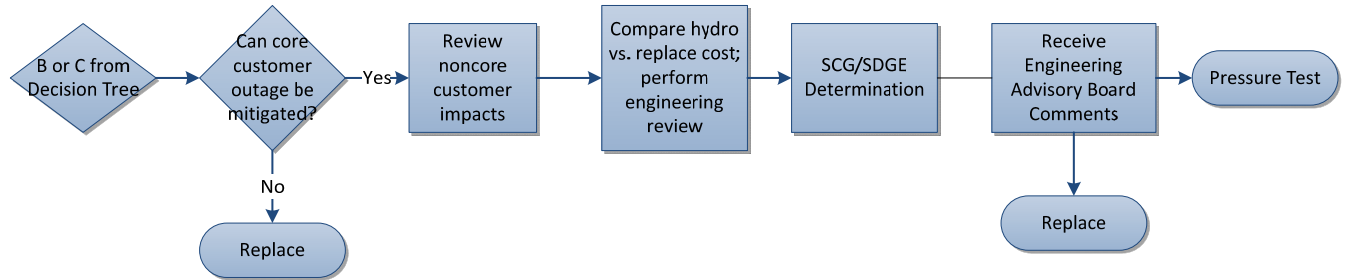 B or C from
Decision Tree
Can core
customer
outage be
mitigated?
Yes
Review
noncore
customer
impacts
Compare hydro
vs. replace cost;
perform
engineering
review
SCG/SDGE
Determination
Receive
Engineering
Advisory Board
Comments
Pressure Test
No
Replace
Replace